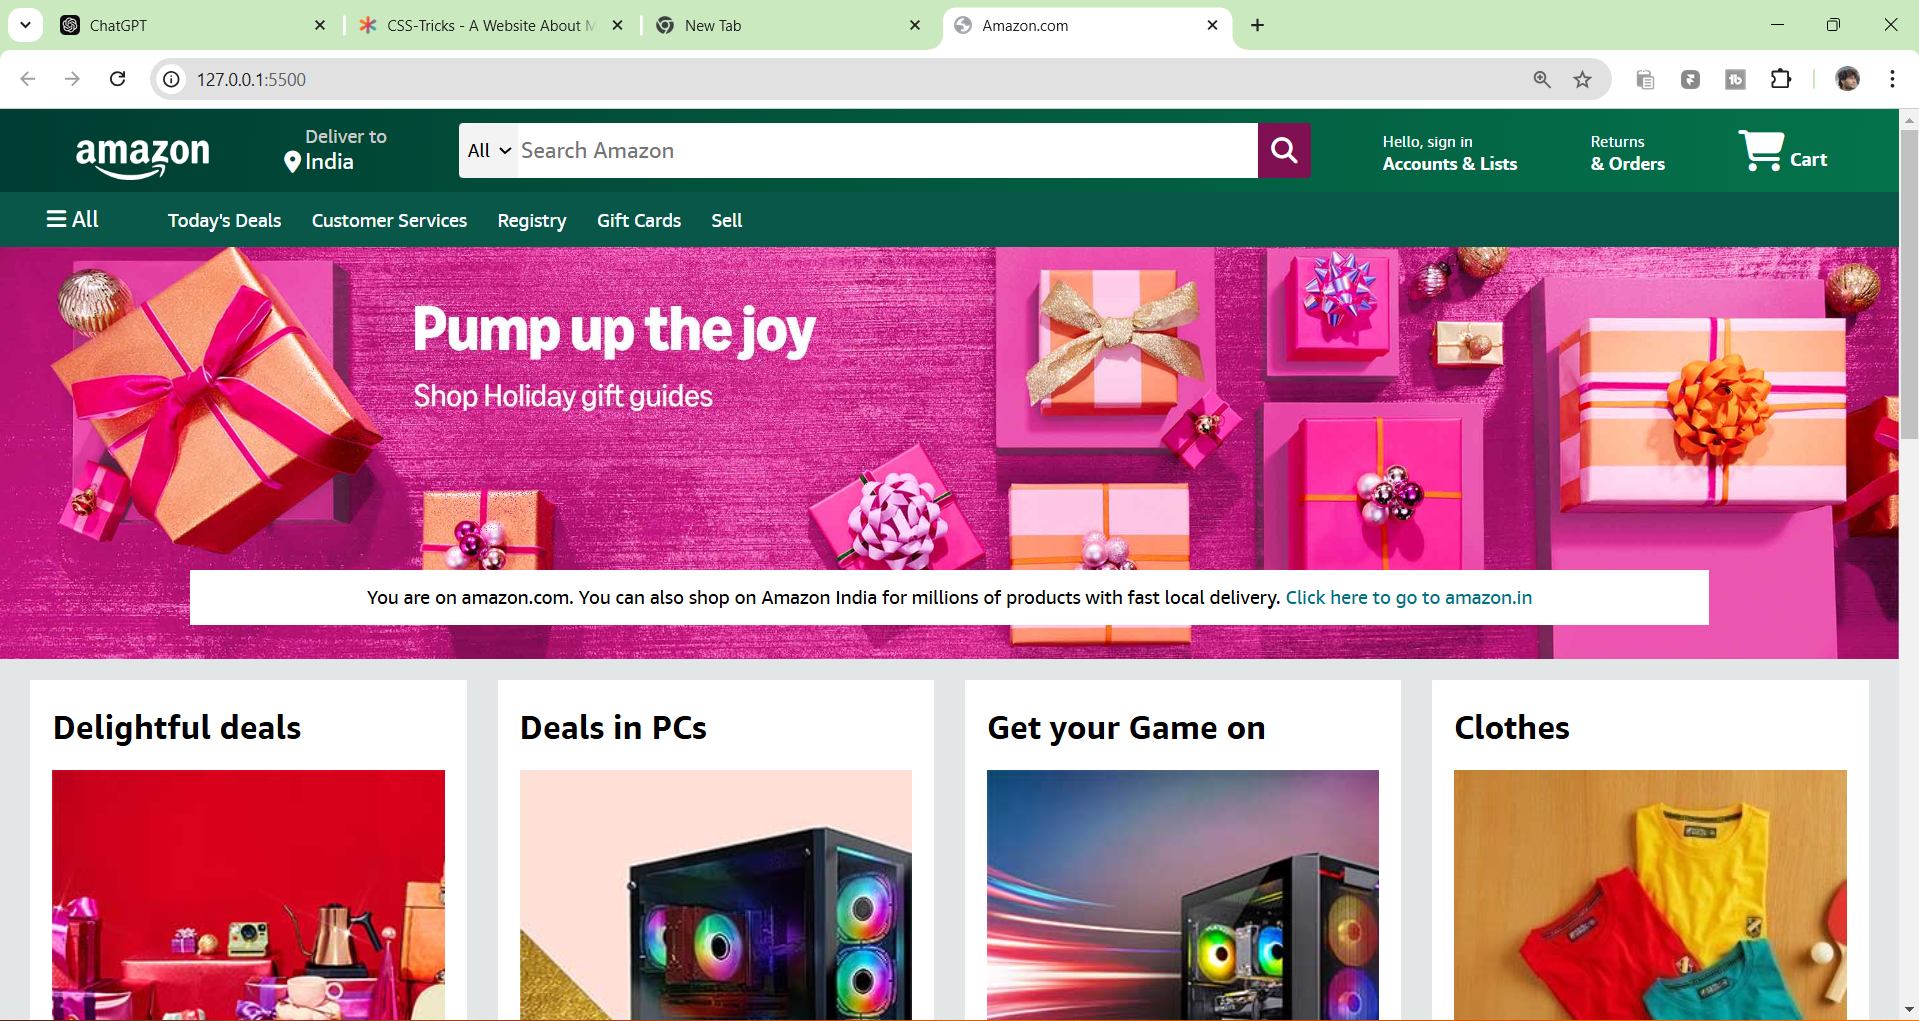 ChatGPT
CSS-Tricks - A Website About M
New Tab
Amazon.com
127.0.0.1:5500
amazon
Deliver to
India
All
Search Amazon
Hello, sign in
Accounts & Lists
Returns
& Orders
Cart
All
Today's Deals
Customer Services
Registry
Gift Cards
Sell
Pump up the joy
Shop Holiday gift guides
You are on amazon.com. You can also shop on Amazon India for millions of products with fast local delivery. Click here to go to amazon.in
Delightful deals
Deals in PCs
Get your Game on
Clothes